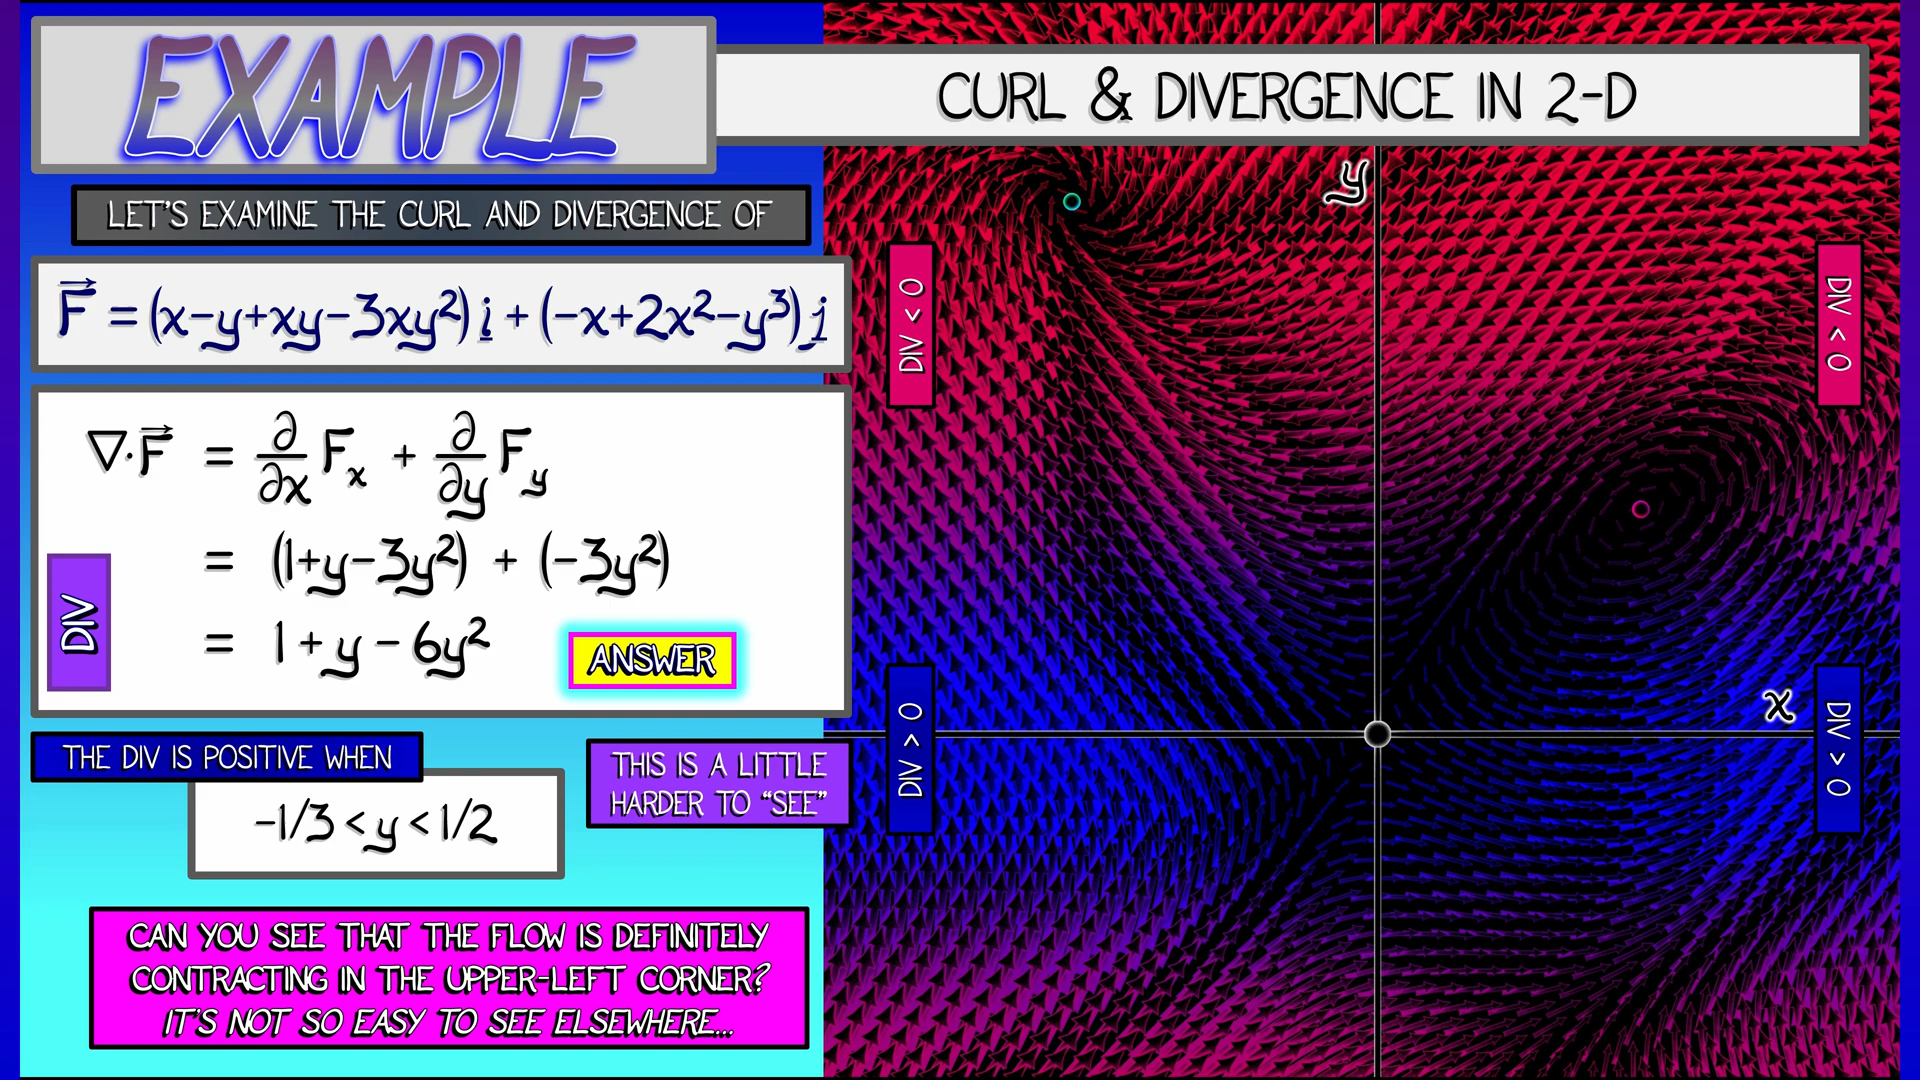 EXAMPLE
CURL & DIVERGENCE IN 2-D
LET'S EXAMINE THE CURL AND DIVERGENCE OF
F⃗ = (x-y+xy-3xy²) i + (-x+2x²-y³) j
∇·F⃗ = ∂/∂x Fₓ + ∂/∂y F_y
= (1+y-3y²) + (-3y²)
= 1+y-6y²
DIV
ANSWER
THE DIV IS POSITIVE WHEN
-1/3 < y < 1/2
THIS IS A LITTLE
HARDER TO "SEE"
CAN YOU SEE THAT THE FLOW IS DEFINITELY
CONTRACTING IN THE UPPER-LEFT CORNER?
IT'S NOT SO EASY TO SEE ELSEWHERE...
y
DIV < 0
DIV < 0
x
DIV > 0
DIV > 0